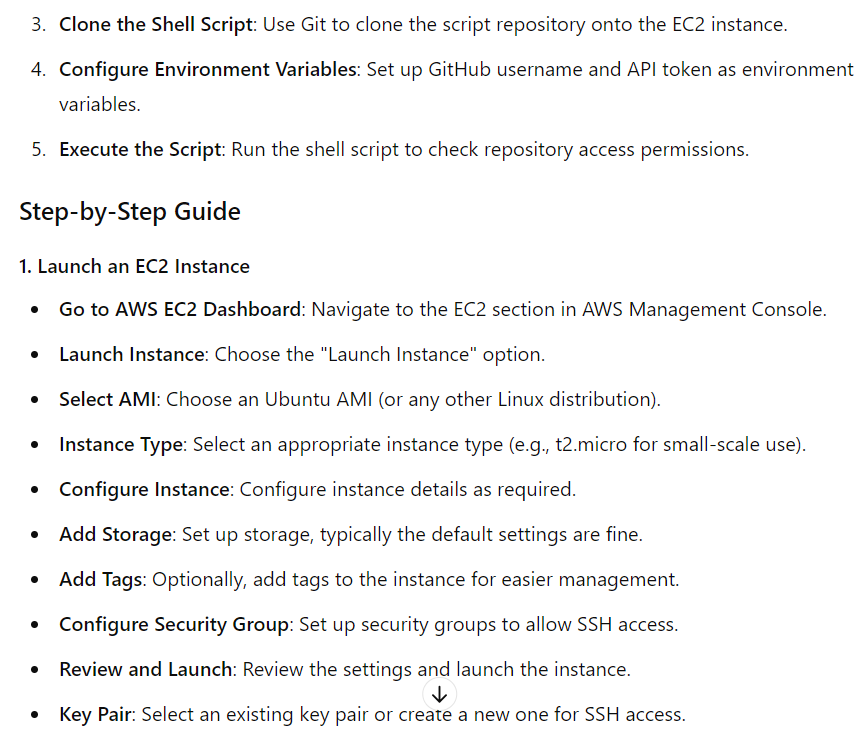 3. Clone the Shell Script: Use Git to clone the script repository onto the EC2 instance.
4. Configure Environment Variables: Set up GitHub username and API token as environment
variables.
5. Execute the Script: Run the shell script to check repository access permissions.
Step-by-Step Guide
1. Launch an EC2 Instance
• Go to AWS EC2 Dashboard: Navigate to the EC2 section in AWS Management Console.
• Launch Instance: Choose the "Launch Instance" option.
• Select AMI: Choose an Ubuntu AMI (or any other Linux distribution).
• Instance Type: Select an appropriate instance type (e.g., t2.micro for small-scale use).
• Configure Instance: Configure instance details as required.
• Add Storage: Set up storage, typically the default settings are fine.
• Add Tags: Optionally, add tags to the instance for easier management.
• Configure Security Group: Set up security groups to allow SSH access.
• Review and Launch: Review the settings and launch the instance.
• Key Pair: Select an existing key pair or create a new one for SSH access.